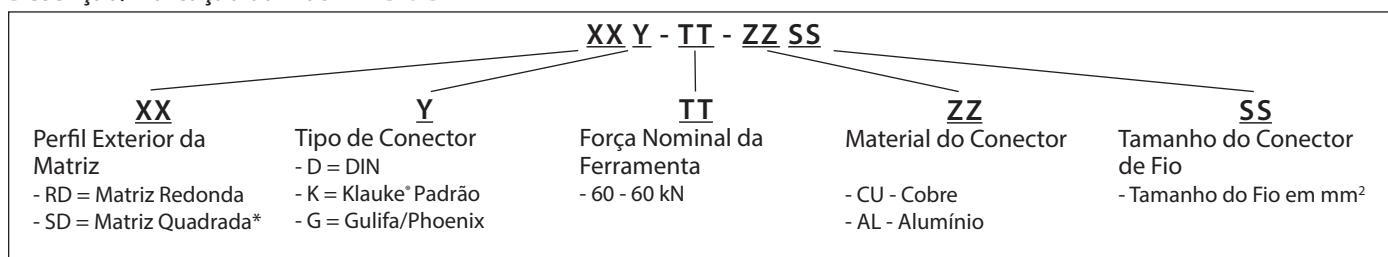 XX Y - TT - ZZ SS
XX
Perfil Exterior da
Matriz
- RD = Matriz Redonda
- SD = Matriz Quadrada*
Y
Tipo de Conector
- D = DIN
- K = Klauke® Padrão
- G = Gulifa/Phoenix
TT
Força Nominal da
Ferramenta
- 60 - 60 kN
ZZ
Material do Conector
- CU - Cobre
- AL - Alumínio
SS
Tamanho do Conector
de Fio
- Tamanho do Fio em mm²